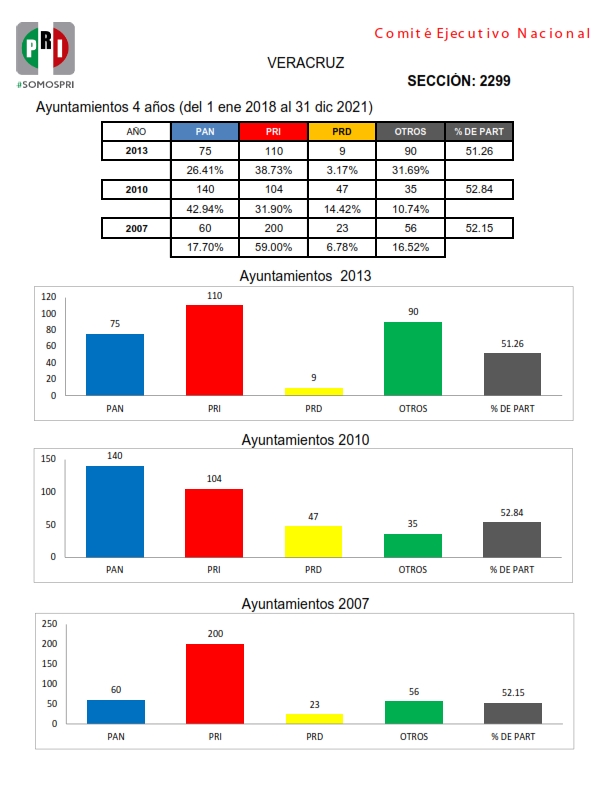 Comité Ejecutivo Nacional
PRI
#SOMOSPRI
VERACRUZ
SECCIÓN: 2299
Ayuntamientos 4 años (del 1 ene 2018 al 31 dic 2021)
AÑO PAN PRI PRD OTROS % DE PART
2013 75 110 9 90 51.26
26.41% 38.73% 3.17% 31.69%
2010 140 104 47 35 52.84
42.94% 31.90% 14.42% 10.74%
2007 60 200 23 56 52.15
17.70% 59.00% 6.78% 16.52%
Ayuntamientos 2013
120
100
80
60
40
20
0
75 110 9 90 51.26
PAN PRI PRD OTROS % DE PART
Ayuntamientos 2010
150
100
50
0
140 104 47 35 52.84
PAN PRI PRD OTROS % DE PART
Ayuntamientos 2007
250
200
150
100
50
0
60 200 23 56 52.15
PAN PRI PRD OTROS % DE PART